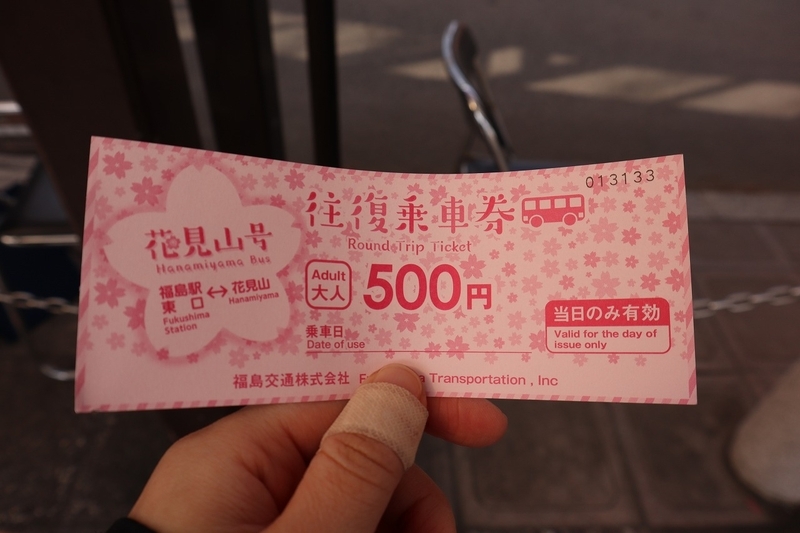 013133
往復乗車券
Round Trip Ticket
花見山号
Hanamiyama Bus
福島駅
東口
Fukushima
Station
↔
花見山
Hanamiyama
Adult
大人
500円
乗車日
Date of use
当日のみ有効
Valid for the day of
issue only
福島交通株式会社
Transportation , Inc